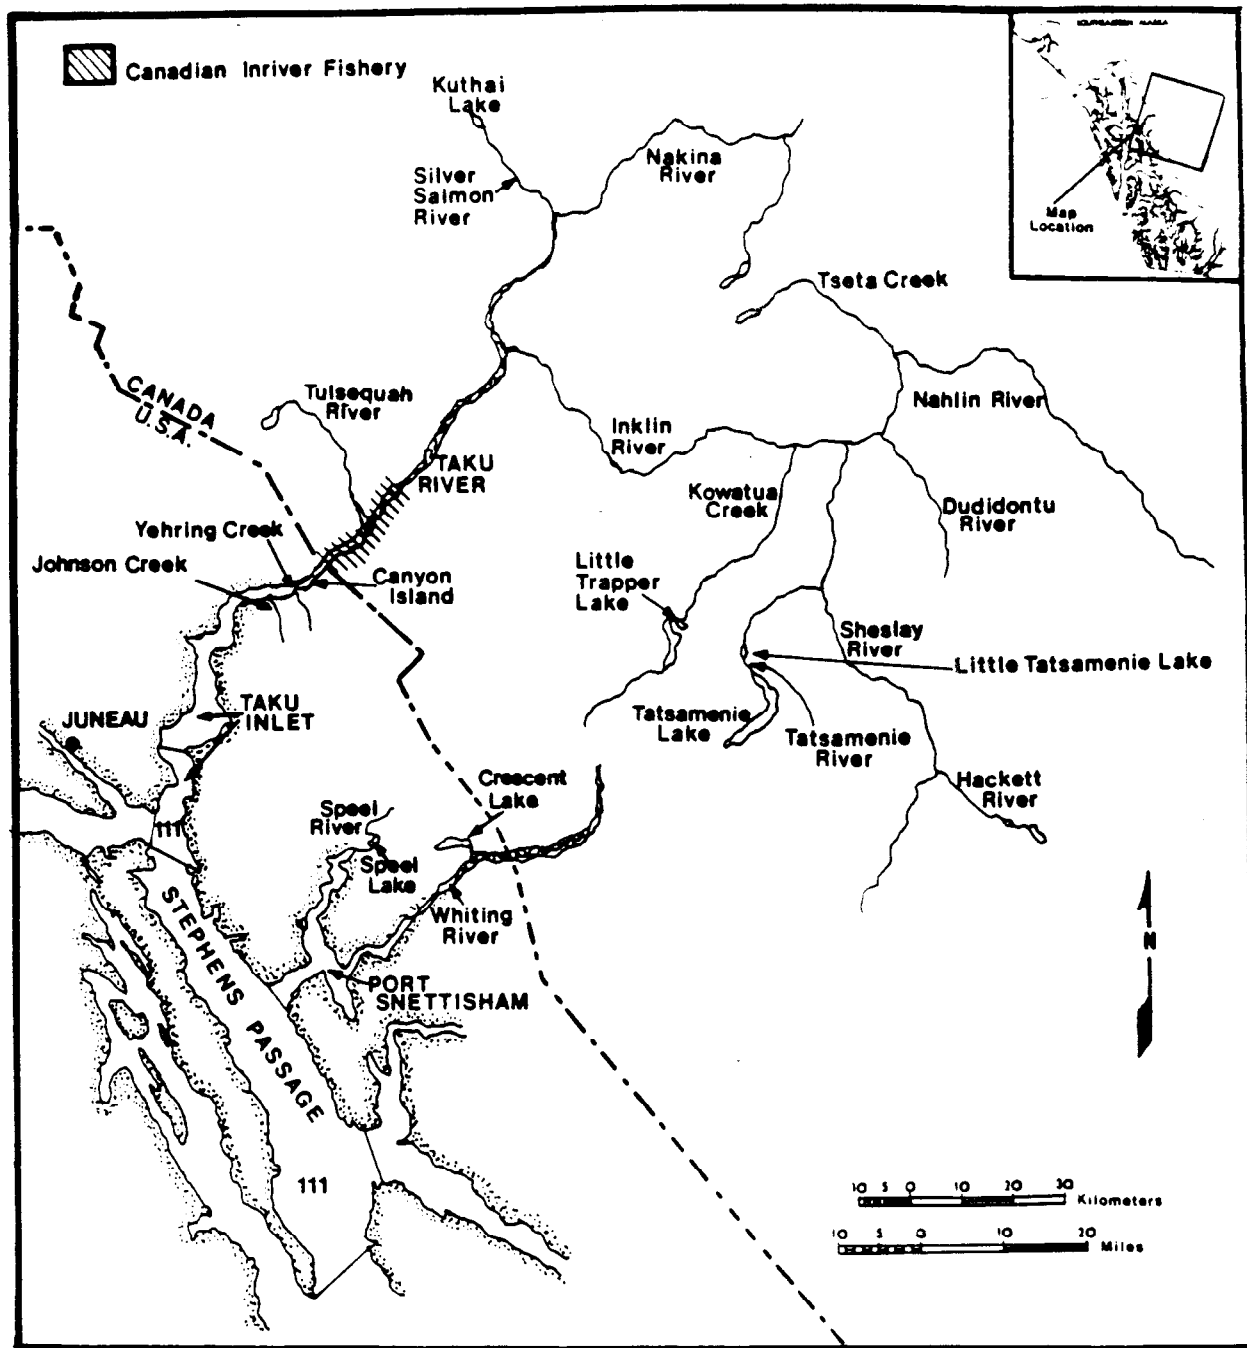 SOUTHEASTERN ALASKA
Map
Location
Canadian Inriver Fishery
Kuthai
Lake
Silver
Salmon
River
Nakina
River
Tseta Creek
CANADA
U.S.A.
Tulsequah
River
Inklin
River
Nahlin River
TAKU
RIVER
Kowatua
Creek
Dudidontu
River
Yehring Creek
Johnson Creek
Canyon
Island
Little
Trapper
Lake
Sheslay
River
Little Tatsamenie Lake
TAKU
INLET
JUNEAU
Tatsamenie
Lake
Tatsamenie
River
Crescent
Lake
Hackett
River
Speel
River
111
Speel
Lake
Whiting
River
STEPHENS PASSAGE
PORT
SNETTISHAM
N
111
10 5 0 10 20 30
Kilometers
10 5 0 10 20
Miles